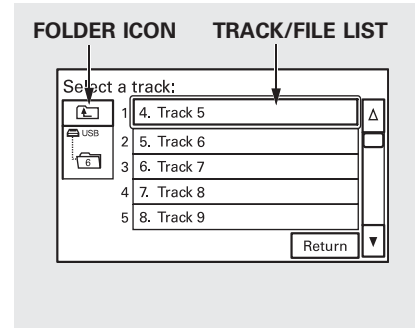 FOLDER ICON TRACK/FILE LIST
Select a track:
1 4. Track 5
USB
2 5. Track 6
6
3 6. Track 7
4 7. Track 8
5 8. Track 9
Return